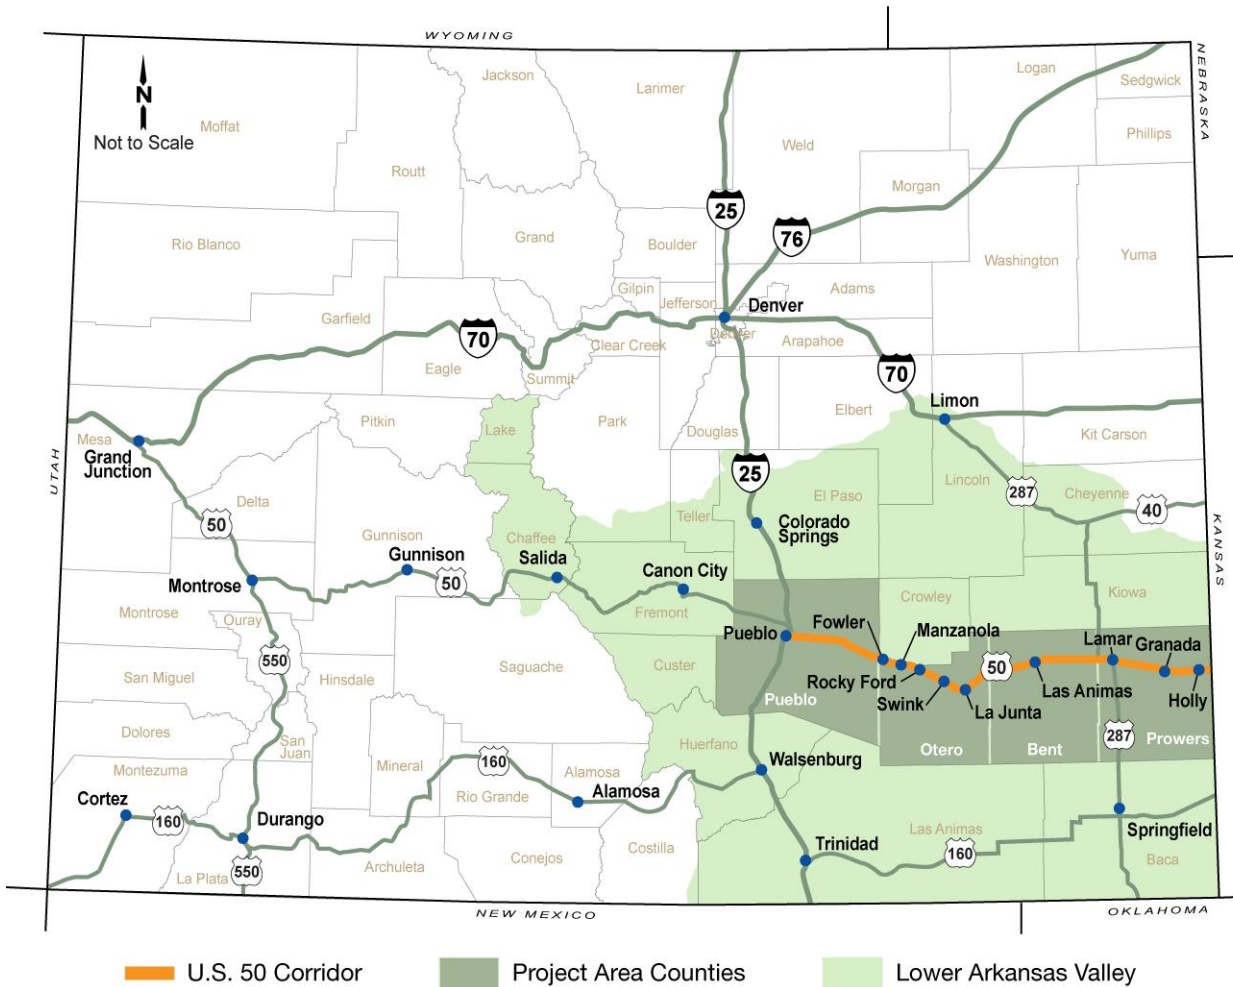 WYOMING
NEBRASKA
N
Not to Scale
Jackson
Larimer
Logan
Sedgwick
Moffat
Phillips
Weld
Routt
Morgan
25
76
Rio Blanco
Grand
Boulder
Washington
Yuma
Gilpin
Jefferson
Adams
Denver
Garfield
70
Clear Creek
Denver
Arapahoe
Eagle
Summit
70
Pitkin
Lake
Park
Douglas
Elbert
Limon
Kit Carson
Mesa
Grand
Junction
UTAH
25
Delta
El Paso
Lincoln
287
Cheyenne
40
50
Teller
Colorado
Springs
KANSAS
Gunnison
Gunnison
Chaffee
Salida
Canon City
Montrose
50
Fremont
Crowley
Kiowa
Montrose
Ouray
Pueblo
Fowler
Manzanola
Lamar
Granada
550
Saguache
Custer
50
San Miguel
Hinsdale
Rocky Ford
Las Animas
Swink
La Junta
Holly
Pueblo
Dolores
San
Juan
Huerfano
Otero
Bent
287
Prowers
Montezuma
Mineral
160
Alamosa
Walsenburg
Cortez
Rio Grande
Alamosa
160
Durango
Las Animas
Springfield
Costilla
Trinidad
160
Conejos
Archuleta
La Plata
550
Baca
NEW MEXICO
OKLAHOMA
U.S. 50 Corridor
Project Area Counties
Lower Arkansas Valley